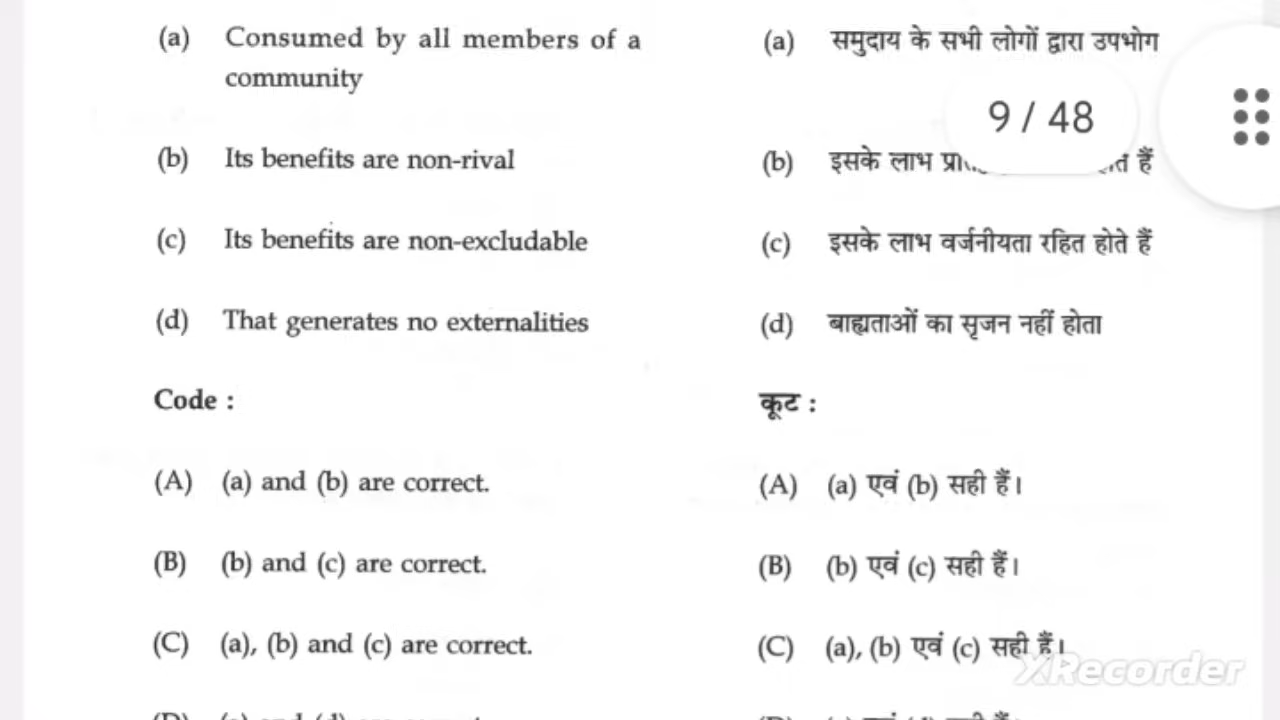 (a) Consumed by all members of a
community
(b) Its benefits are non-rival
(c) Its benefits are non-excludable
(d) That generates no externalities
Code :
(A) (a) and (b) are correct.
(B) (b) and (c) are correct.
(C) (a), (b) and (c) are correct.
(a) समुदाय के सभी लोगों द्वारा उपभोग
9 / 48
(b) इसके लाभ हैं
(c) इसके लाभ वर्जनीयता रहित होते हैं
(d) बाह्यताओं का सृजन नहीं होता
कूट :
(A) (a) एवं (b) सही हैं।
(B) (b) एवं (c) सही हैं।
(C) (a), (b) एवं (c) सही हैं।
XRecorder